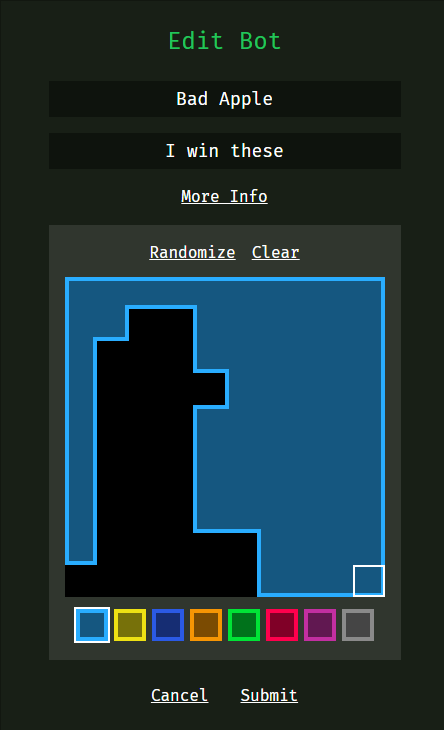 Edit Bot
Bad Apple
I win these
More Info
Randomize Clear
Cancel Submit